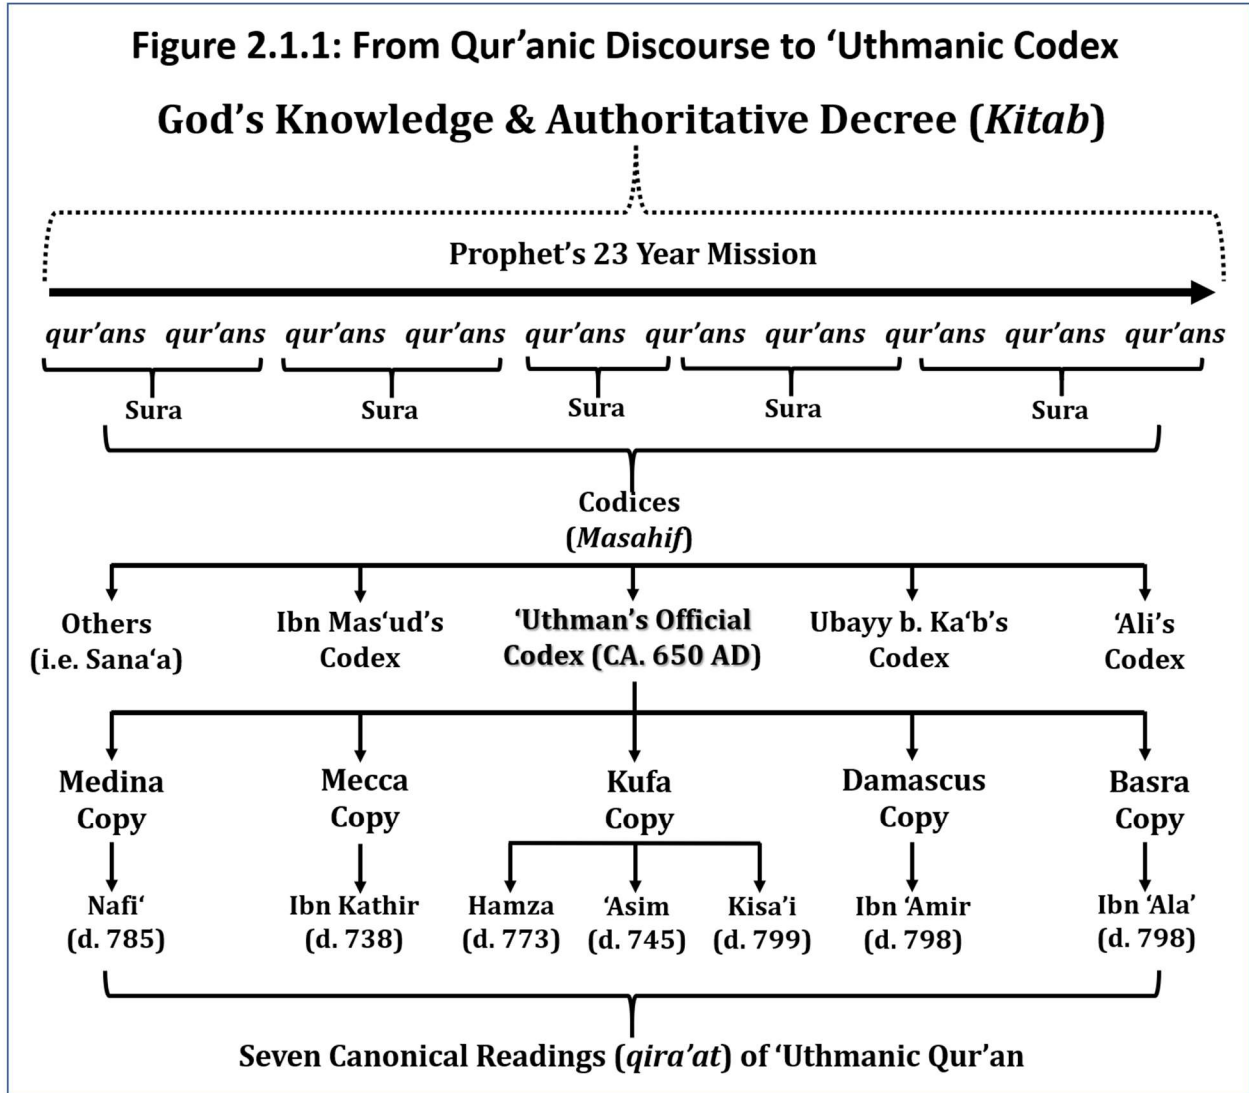 Figure 2.1.1: From Qur’anic Discourse to ‘Uthmanic Codex
God’s Knowledge & Authoritative Decree (Kitab)
Prophet’s 23 Year Mission
qur’ans qur’ans qur’ans qur’ans qur’ans qur’ans qur’ans qur’ans qur’ans qur’ans
Sura Sura Sura Sura Sura
Codices
(Masahif)
Others
(i.e. Sana‘a)
Ibn Mas‘ud’s
Codex
‘Uthman’s Official
Codex (CA. 650 AD)
Ubayy b. Ka‘b’s
Codex
‘Ali’s
Codex
Medina
Copy
Mecca
Copy
Kufa
Copy
Damascus
Copy
Basra
Copy
Nafi‘
(d. 785)
Ibn Kathir
(d. 738)
Hamza
(d. 773)
‘Asim
(d. 745)
Kisa’i
(d. 799)
Ibn ‘Amir
(d. 798)
Ibn ‘Ala’
(d. 798)
Seven Canonical Readings (qira’at) of ‘Uthmanic Qur’an